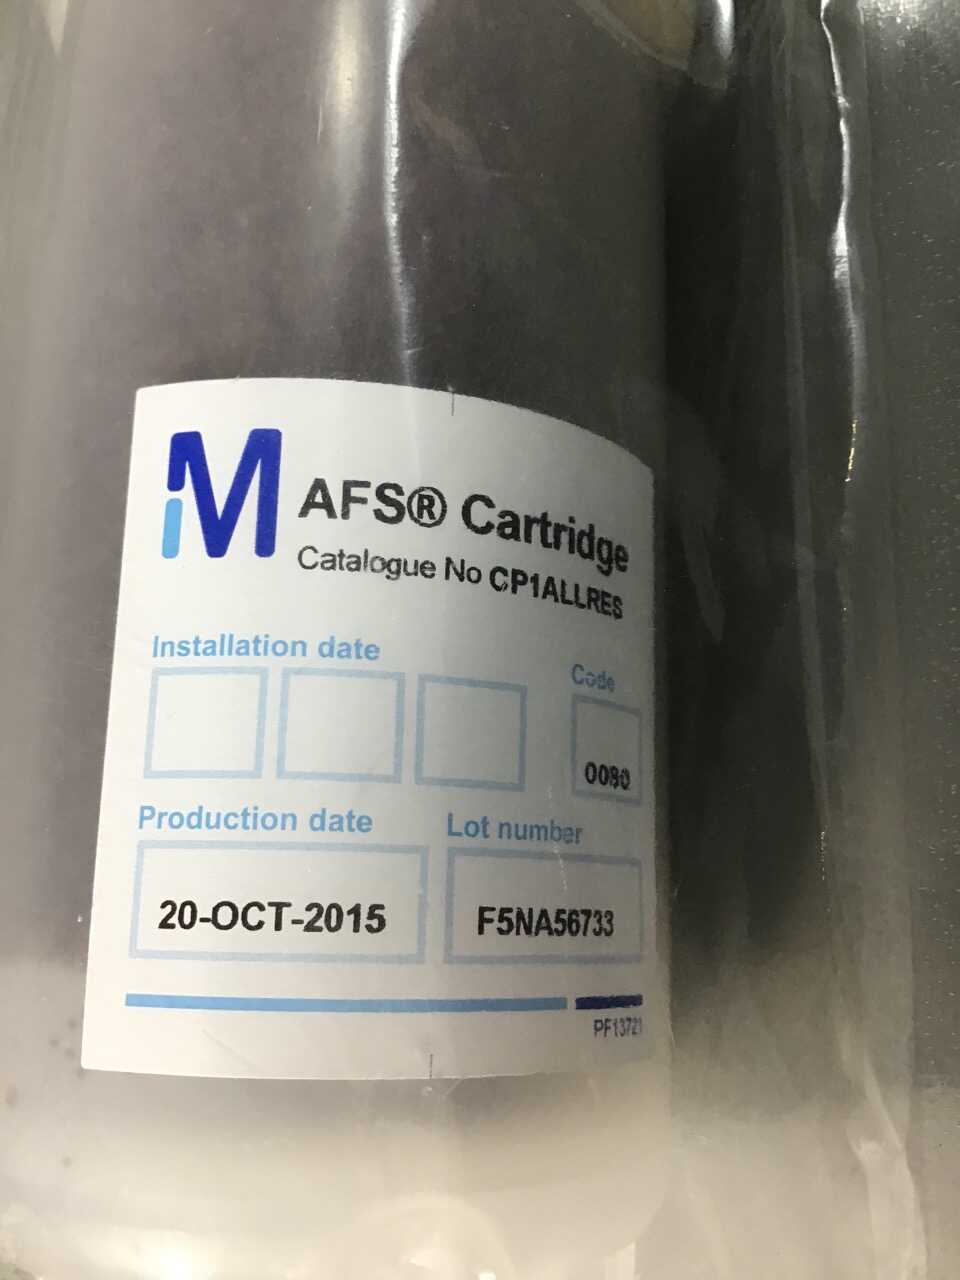 M
AFS® Cartridge
Catalogue No CP1ALLRES
Installation date
Code
0080
Production date
Lot number
20-OCT-2015
F5NA56733
PF13721